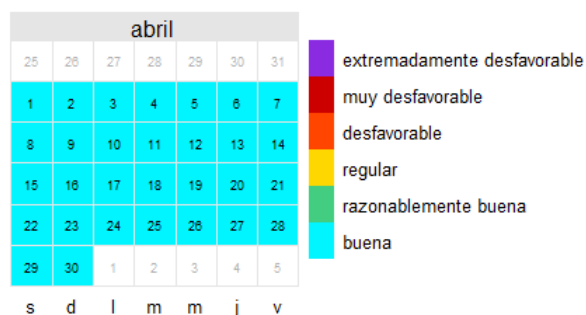 abril
25 26 27 28 29 30 31
1 2 3 4 5 6 7
8 9 10 11 12 13 14
15 16 17 18 19 20 21
22 23 24 25 26 27 28
29 30 1 2 3 4 5
s d l m m j v
extremadamente desfavorable
muy desfavorable
desfavorable
regular
razonablemente buena
buena